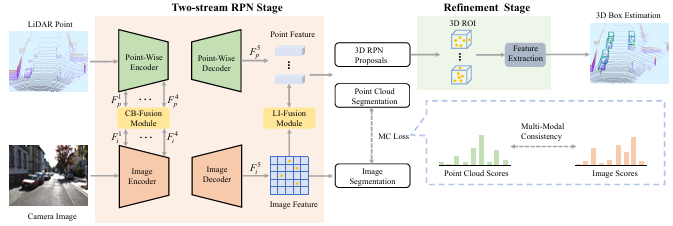 Two-stream RPN Stage
Refinement Stage
LiDAR Point
3D ROI
3D Box Estimation
Point-Wise
Encoder
Point-Wise
Decoder
F_p^5
Point Feature
3D RPN
Proposals
Feature
Extraction
F_p^1
F_p^4
Point Cloud
Segmentation
CB-Fusion
Module
LI-Fusion
Module
MC Loss
Multi-Modal
Consistency
F_i^1
F_i^4
Image
Encoder
Image
Decoder
F_i^5
Image
Segmentation
Point Cloud Scores
Image Scores
Camera Image
Image Feature